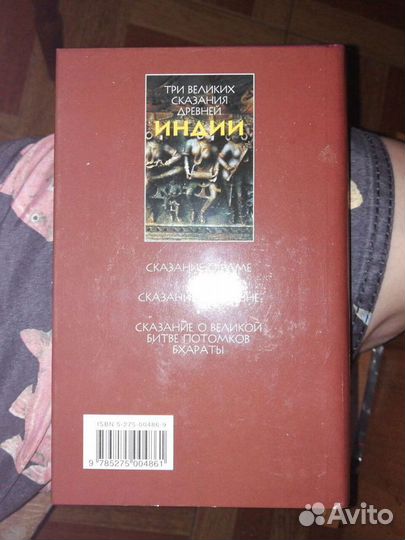 ТРИ ВЕЛИКИХ
СКАЗАНИЯ
ДРЕВНЕЙ
ИНДИИ
СКАЗАНИЕ
СКАЗАНИЕ
СКАЗАНИЕ О ВЕЛИКОЙ
БИТВЕ ПОТОМКОВ
БХАРАТЫ
ISBN 5-275-00486-9
9 785275 004861
Avito